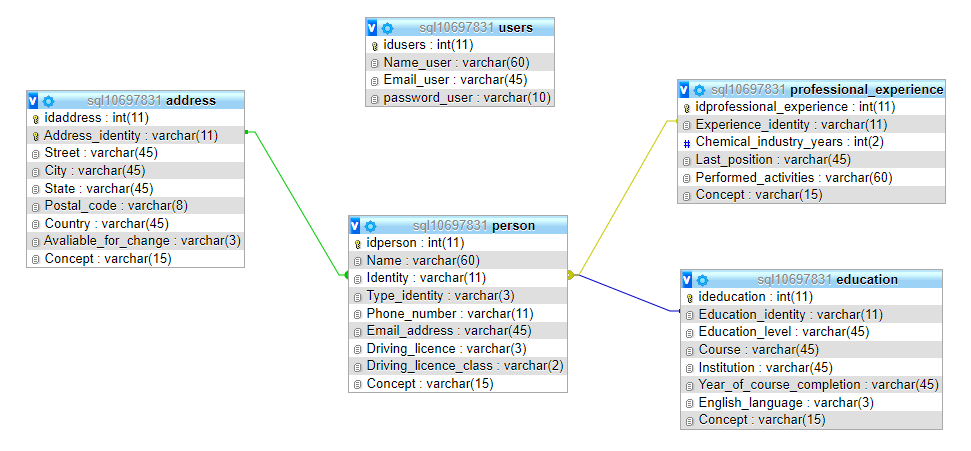 sql10697831 users
idusers : int(11)
Name_user : varchar(60)
Email_user : varchar(45)
password_user : varchar(10)
sql10697831 address
idaddress : int(11)
Address_identity : varchar(11)
Street : varchar(45)
City : varchar(45)
State : varchar(45)
Postal_code : varchar(8)
Country : varchar(45)
Avaliable_for_change : varchar(3)
Concept : varchar(15)
sql10697831 person
idperson : int(11)
Name : varchar(60)
Identity : varchar(11)
Type_identity : varchar(3)
Phone_number : varchar(11)
Email_address : varchar(45)
Driving_licence : varchar(3)
Driving_licence_class : varchar(2)
Concept : varchar(15)
sql10697831 professional_experience
idprofessional_experience : int(11)
Experience_identity : varchar(11)
# Chemical_industry_years : int(2)
Last_position : varchar(45)
Performed_activities : varchar(60)
Concept : varchar(15)
sql10697831 education
ideducation : int(11)
Education_identity : varchar(11)
Education_level : varchar(45)
Course : varchar(45)
Institution : varchar(45)
Year_of_course_completion : varchar(45)
English_language : varchar(3)
Concept : varchar(15)